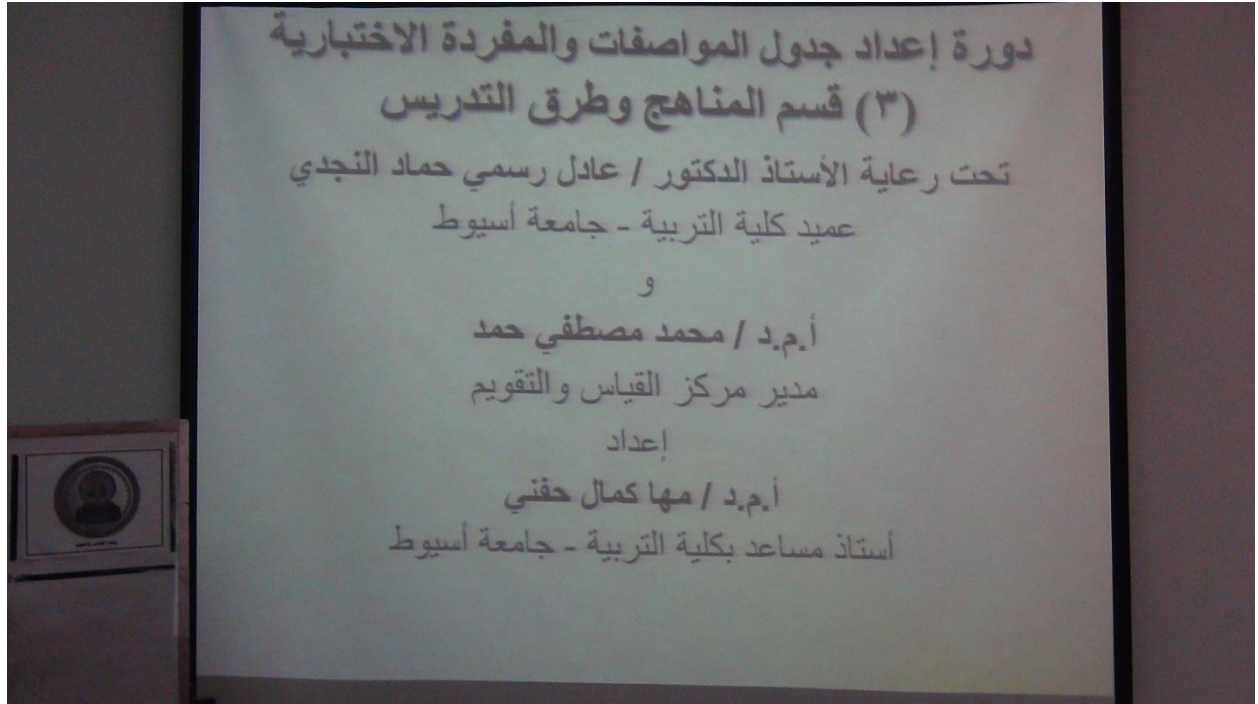 دورة إعداد جدول المواصفات والمفردة الاختبارية
(٣) قسم المناهج وطرق التدريس
تحت رعاية الأستاذ الدكتور / عادل رسمي حماد النجدي
عميد كلية التربية - جامعة أسيوط
و
أ.م.د / محمد مصطفي حمد
مدير مركز القياس والتقويم
إعداد
أ.م.د / مها كمال حفني
أستاذ مساعد بكلية التربية - جامعة أسيوط